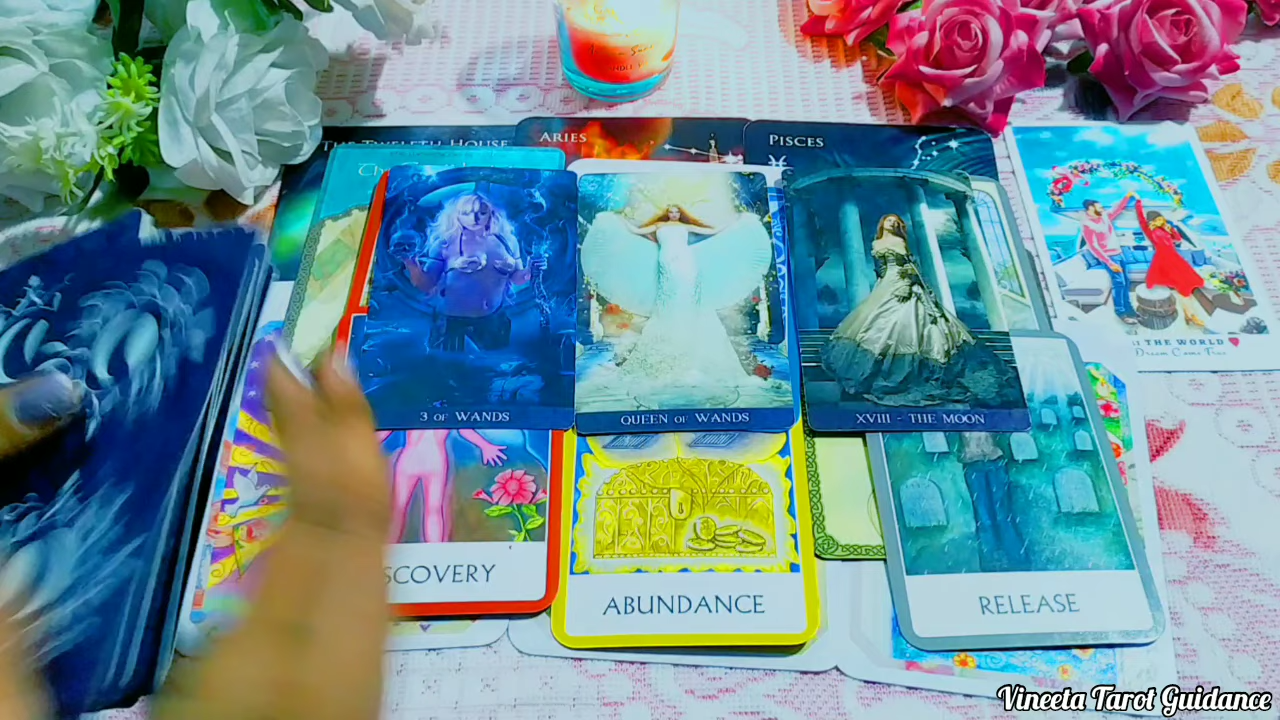 THE TWELFTH HOUSE
ARIES
PISCES
3 OF WANDS
QUEEN OF WANDS
XVIII - THE MOON
THE WORLD
Dream Come True
SCOVERY
ABUNDANCE
RELEASE
Vineeta Tarot Guidance